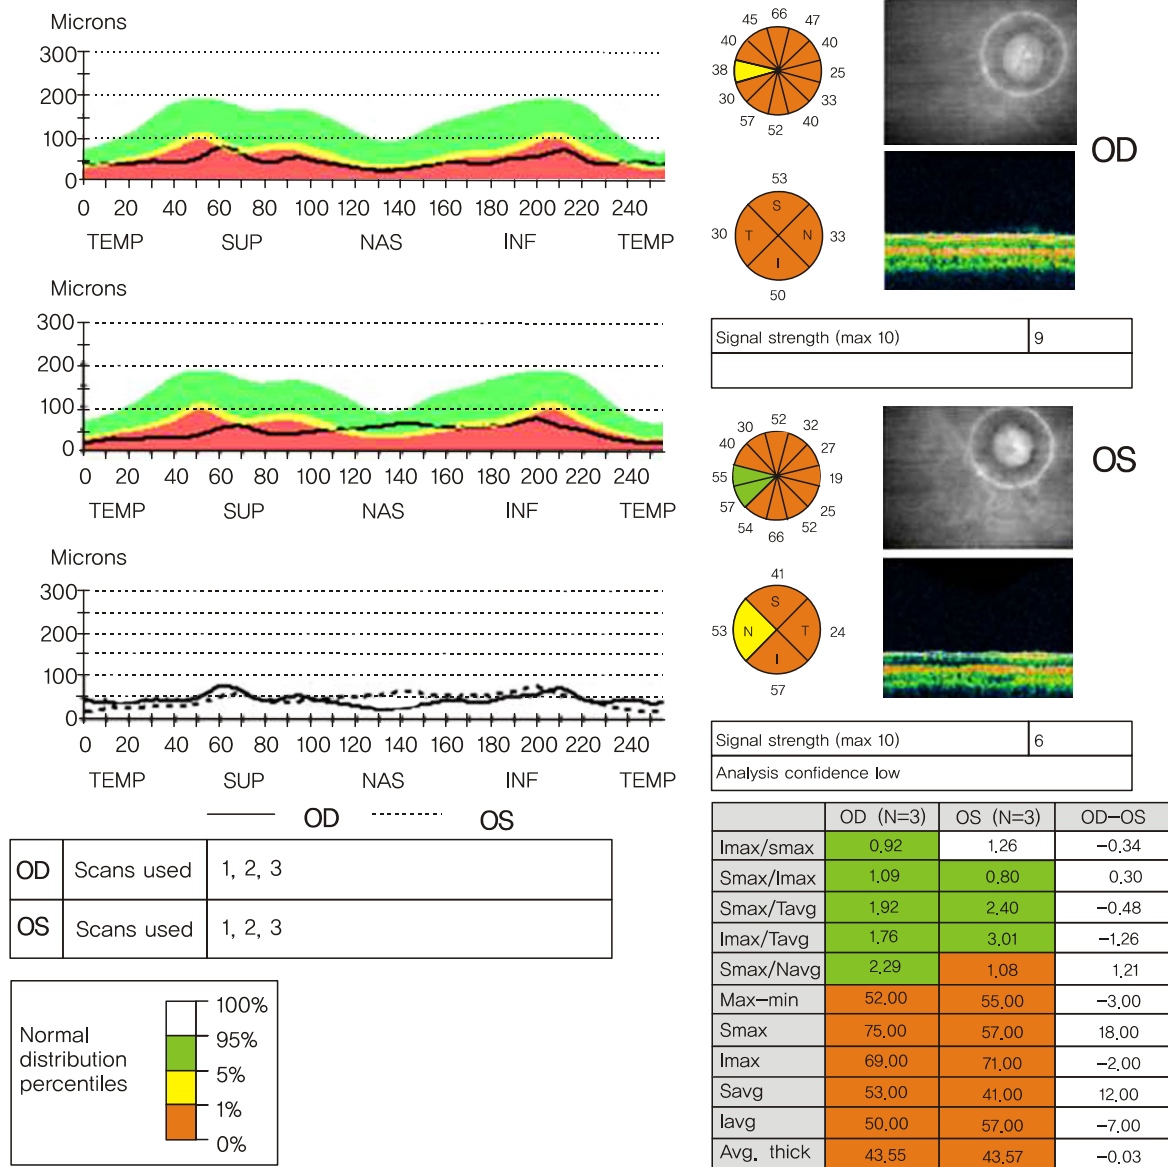 Microns
300
200
100
0
0 20 40 60 80 100 120 140 160 180 200 220 240
TEMP SUP NAS INF TEMP
Microns
300
200
100
0
0 20 40 60 80 100 120 140 160 180 200 220 240
TEMP SUP NAS INF TEMP
Microns
300
200
100
0
0 20 40 60 80 100 120 140 160 180 200 220 240
TEMP SUP NAS INF TEMP
OD OS
OD Scans used 1, 2, 3
OS Scans used 1, 2, 3
Normal
distribution
percentiles
100%
95%
5%
1%
0%
45 66 47
40 40
38 25
30 33
57 52 40
53
S
30 T N 33
I
50
OD
Signal strength (max 10) 9
30 52 32
40 27
55 19
57 25
54 66 52
41
S
53 N T 24
I
57
OS
Signal strength (max 10) 6
Analysis confidence low
OD (N=3) OS (N=3) OD-OS
Imax/smax 0.92 1.26 -0.34
Smax/Imax 1.09 0.80 0.30
Smax/Tavg 1.92 2.40 -0.48
Imax/Tavg 1.76 3.01 -1.26
Smax/Navg 2.29 1.08 1.21
Max-min 52.00 55.00 -3.00
Smax 75.00 57.00 18.00
Imax 69.00 71.00 -2.00
Savg 53.00 41.00 12.00
Iavg 50.00 57.00 -7.00
Avg. thick 43.55 43.57 -0.03